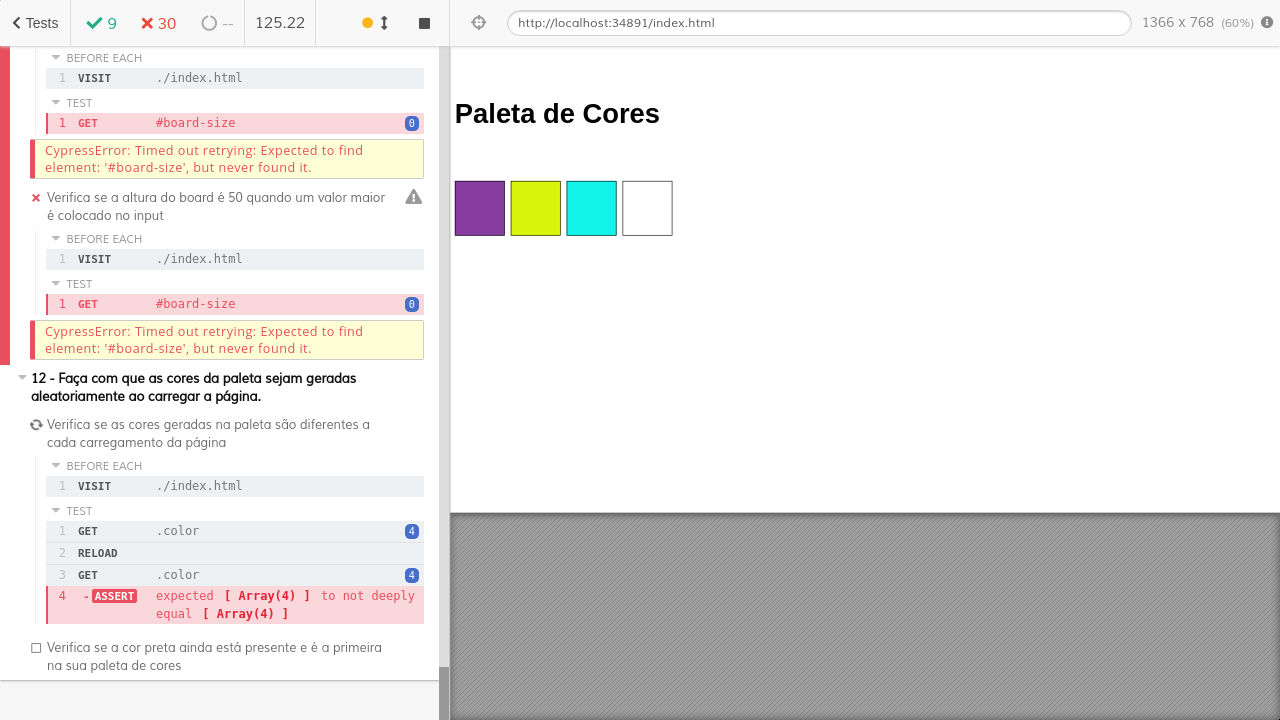 Tests
9
30
--
125.22
http://localhost:34891/index.html
1366 x 768 (60%)
BEFORE EACH
1 VISIT ./index.html
TEST
1 GET #board-size 0
CypressError: Timed out retrying: Expected to find
element: '#board-size', but never found it.
Verifica se a altura do board é 50 quando um valor maior
é colocado no input
BEFORE EACH
1 VISIT ./index.html
TEST
1 GET #board-size 0
CypressError: Timed out retrying: Expected to find
element: '#board-size', but never found it.
12 - Faça com que as cores da paleta sejam geradas
aleatoriamente ao carregar a página.
Verifica se as cores geradas na paleta são diferentes a
cada carregamento da página
BEFORE EACH
1 VISIT ./index.html
TEST
1 GET .color 4
2 RELOAD
3 GET .color 4
4 -ASSERT expected [ Array(4) ] to not deeply
equal [ Array(4) ]
Verifica se a cor preta ainda está presente e é a primeira
na sua paleta de cores
Paleta de Cores